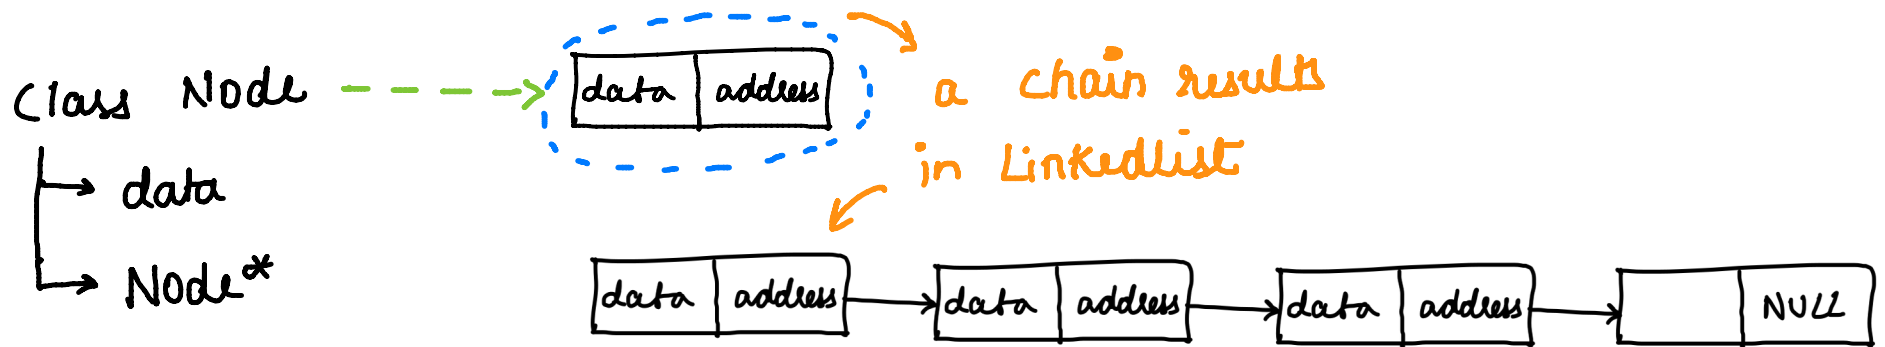 Class Node
data address
a chain results
in Linkedlist
data
Node*
data address data address data address NULL